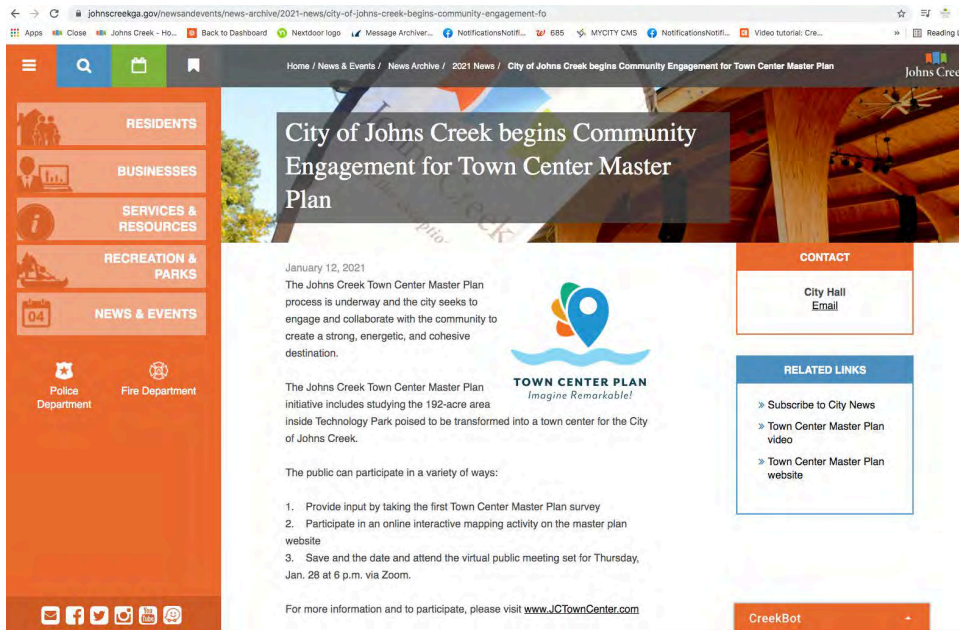 johnscreekga.gov/newsandevents/news-archive/2021-news/city-of-johns-creek-begins-community-engagement-fo
Apps Close Johns Creek - Ho... Back to Dashboard Nextdoor logo Message Archiver... NotificationsNotifi... 685 MYCITY CMS NotificationsNotifi... Video tutorial: Cre... » Reading
Home / News & Events / News Archive / 2021 News / City of Johns Creek begins Community Engagement for Town Center Master Plan
Johns Cree
RESIDENTS
BUSINESSES
SERVICES &
RESOURCES
RECREATION &
PARKS
04
NEWS & EVENTS
Police
Department
Fire Department
City of Johns Creek begins Community
Engagement for Town Center Master
Plan
January 12, 2021
The Johns Creek Town Center Master Plan
process is underway and the city seeks to
engage and collaborate with the community to
create a strong, energetic, and cohesive
destination.
TOWN CENTER PLAN
Imagine Remarkable!
The Johns Creek Town Center Master Plan
initiative includes studying the 192-acre area
inside Technology Park poised to be transformed into a town center for the City
of Johns Creek.
The public can participate in a variety of ways:
1. Provide input by taking the first Town Center Master Plan survey
2. Participate in an online interactive mapping activity on the master plan
website
3. Save and the date and attend the virtual public meeting set for Thursday,
Jan. 28 at 6 p.m. via Zoom.
For more information and to participate, please visit www.JCTownCenter.com
CONTACT
City Hall
Email
RELATED LINKS
» Subscribe to City News
» Town Center Master Plan
video
» Town Center Master Plan
website
CreekBot